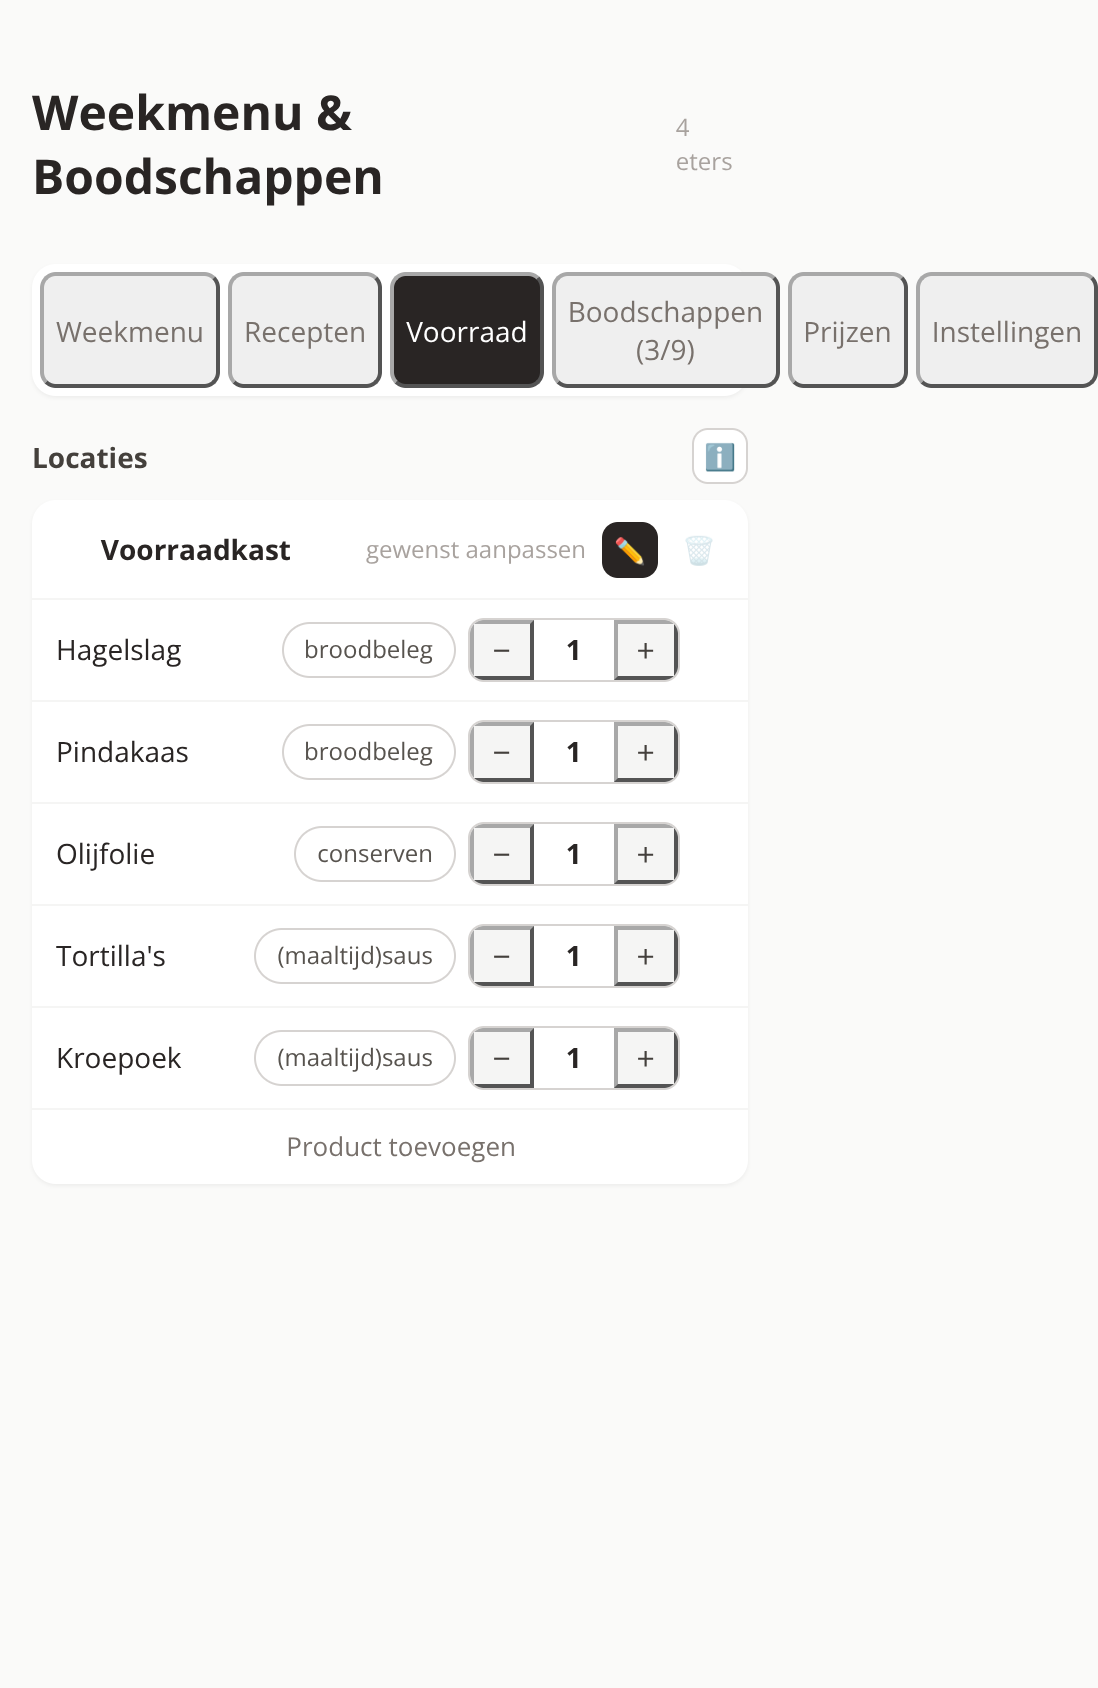 Weekmenu &
Boodschappen
4
eters
Weekmenu
Recepten
Voorraad
Boodschappen
(3/9)
Prijzen
Instellingen
Locaties
Voorraadkast gewenst aanpassen
Hagelslag broodbeleg − 1 +
Pindakaas broodbeleg − 1 +
Olijfolie conserven − 1 +
Tortilla's (maaltijd)saus − 1 +
Kroepoek (maaltijd)saus − 1 +
Product toevoegen